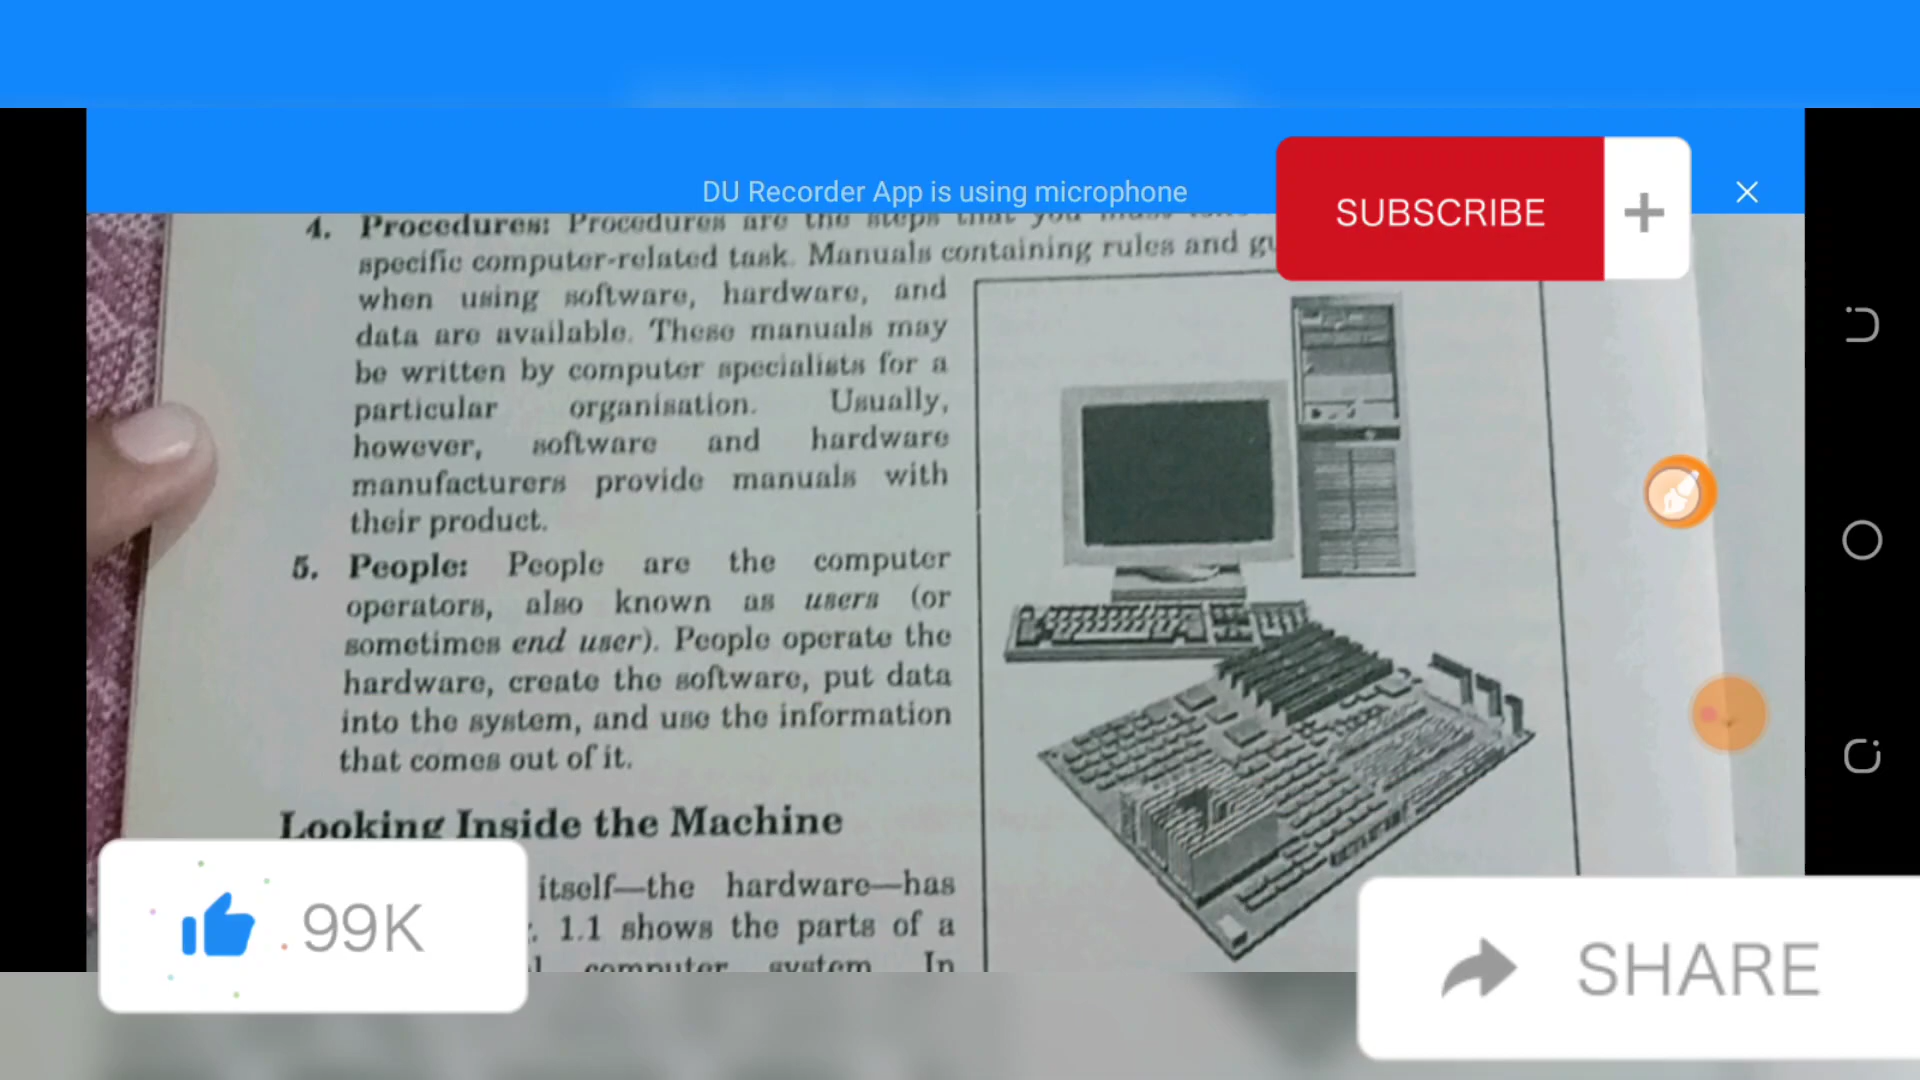 DU Recorder App is using microphone
SUBSCRIBE
4. Procedures: Procedures are the steps that you
specific computer-related task. Manuals containing rules and
when using software, hardware, and
data are available. These manuals may
be written by computer specialists for a
particular organisation. Usually,
however, software and hardware
manufacturers provide manuals with
their product.
5. People: People are the computer
operators, also known as users (or
sometimes end user). People operate the
hardware, create the software, put data
into the system, and use the information
that comes out of it.
Looking Inside the Machine
itself—the hardware—has
1.1 shows the parts of a
computer system. In
99K
SHARE